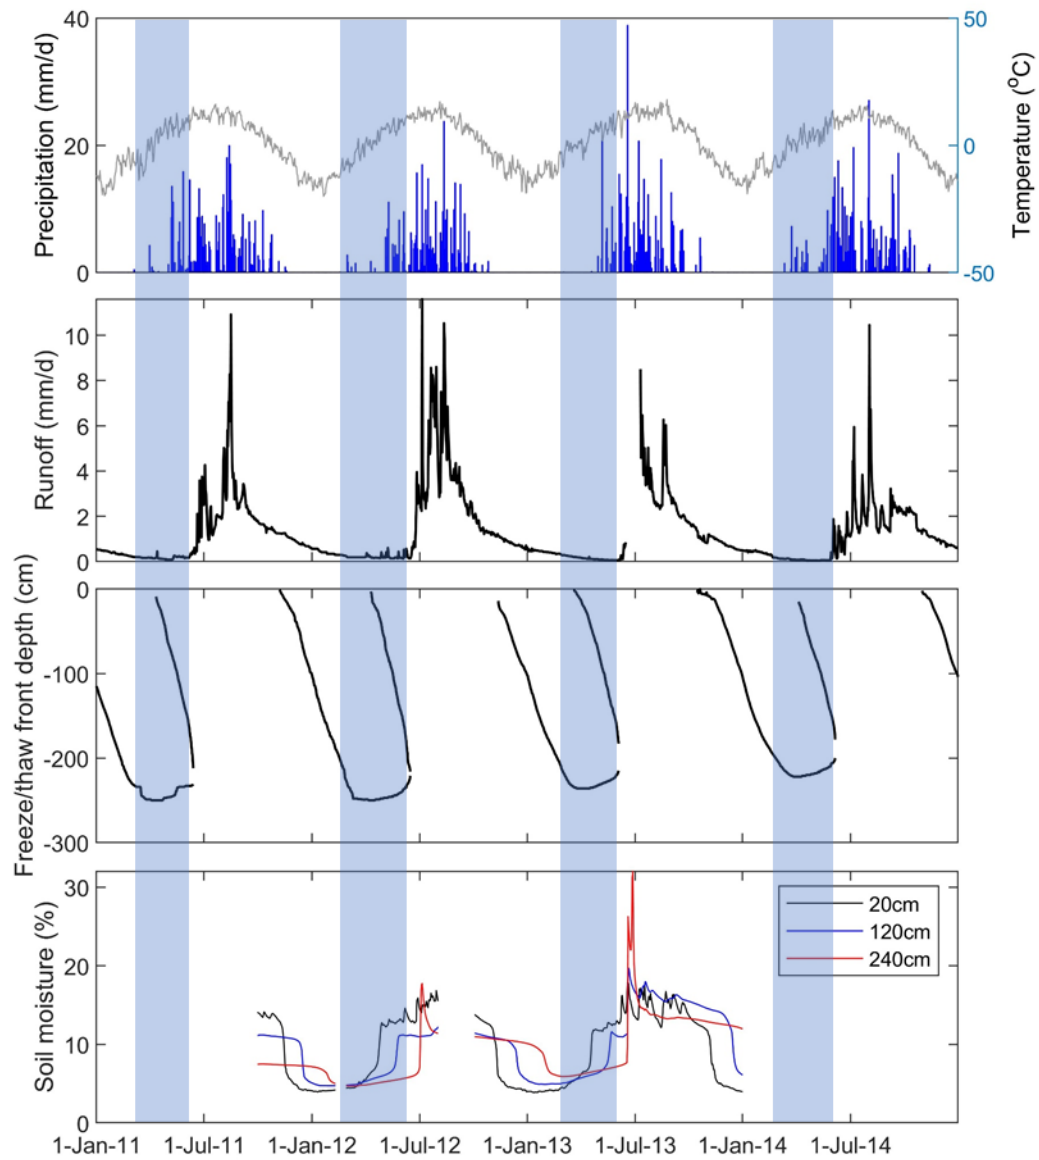 Precipitation (mm/d)
40
20
0
50
0
-50
Temperature (°C)
Runoff (mm/d)
10
8
6
4
2
0
Freeze/thaw front depth (cm)
0
-100
-200
-300
Soil moisture (%)
30
20
10
0
20cm
120cm
240cm
1-Jan-11 1-Jul-11 1-Jan-12 1-Jul-12 1-Jan-13 1-Jul-13 1-Jan-14 1-Jul-14